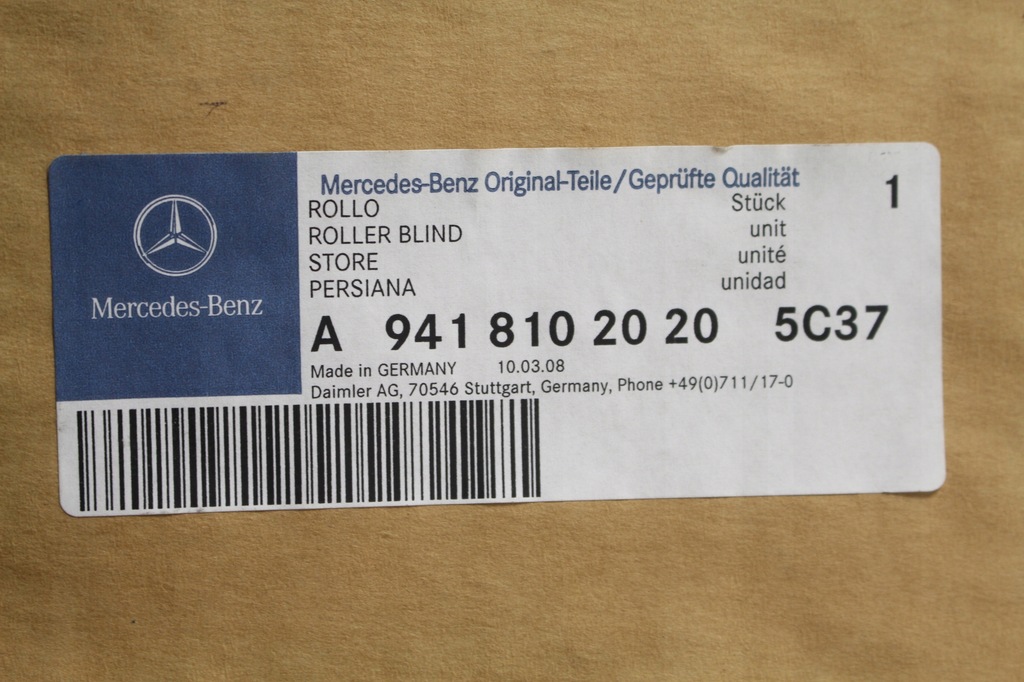 Mercedes-Benz
Mercedes-Benz Original-Teile/Geprüfte Qualität
ROLLO Stück 1
ROLLER BLIND unit
STORE unité
PERSIANA unidad
A 941 810 20 20 5C37
Made in GERMANY 10.03.08
Daimler AG, 70546 Stuttgart, Germany, Phone +49(0)711/17-0